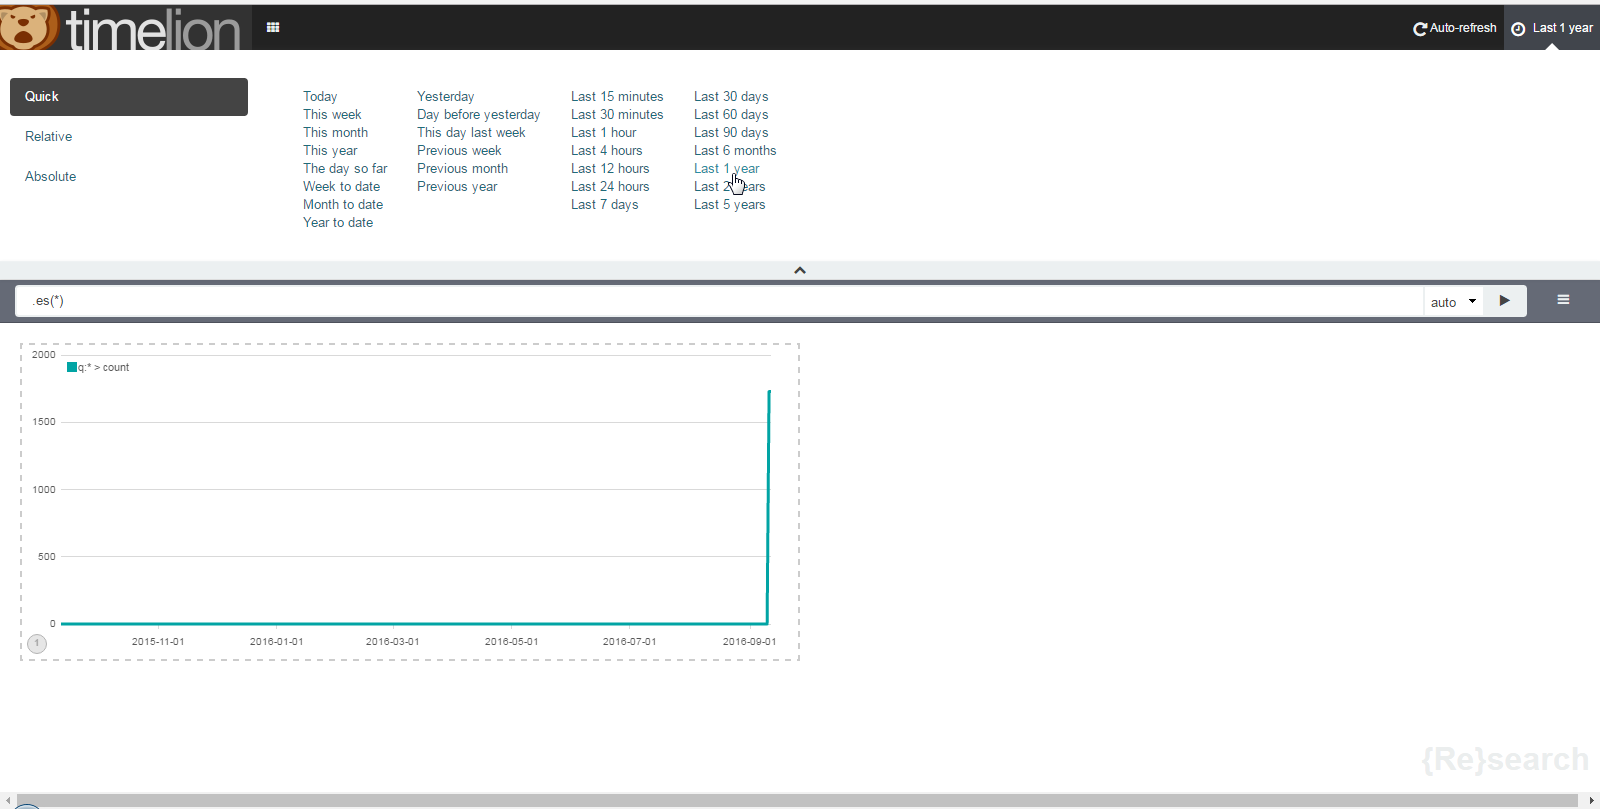 timelion
Auto-refresh
Last 1 year
Quick
Relative
Absolute
Today
This week
This month
This year
The day so far
Week to date
Month to date
Year to date
Yesterday
Day before yesterday
This day last week
Previous week
Previous month
Previous year
Last 15 minutes
Last 30 minutes
Last 1 hour
Last 4 hours
Last 12 hours
Last 24 hours
Last 7 days
Last 30 days
Last 60 days
Last 90 days
Last 6 months
Last 1 year
Last 2 years
Last 5 years
.es(*)
auto
q:* > count
2000
1500
1000
500
0
1
2015-11-01
2016-01-01
2016-03-01
2016-05-01
2016-07-01
2016-09-01
{Re}search